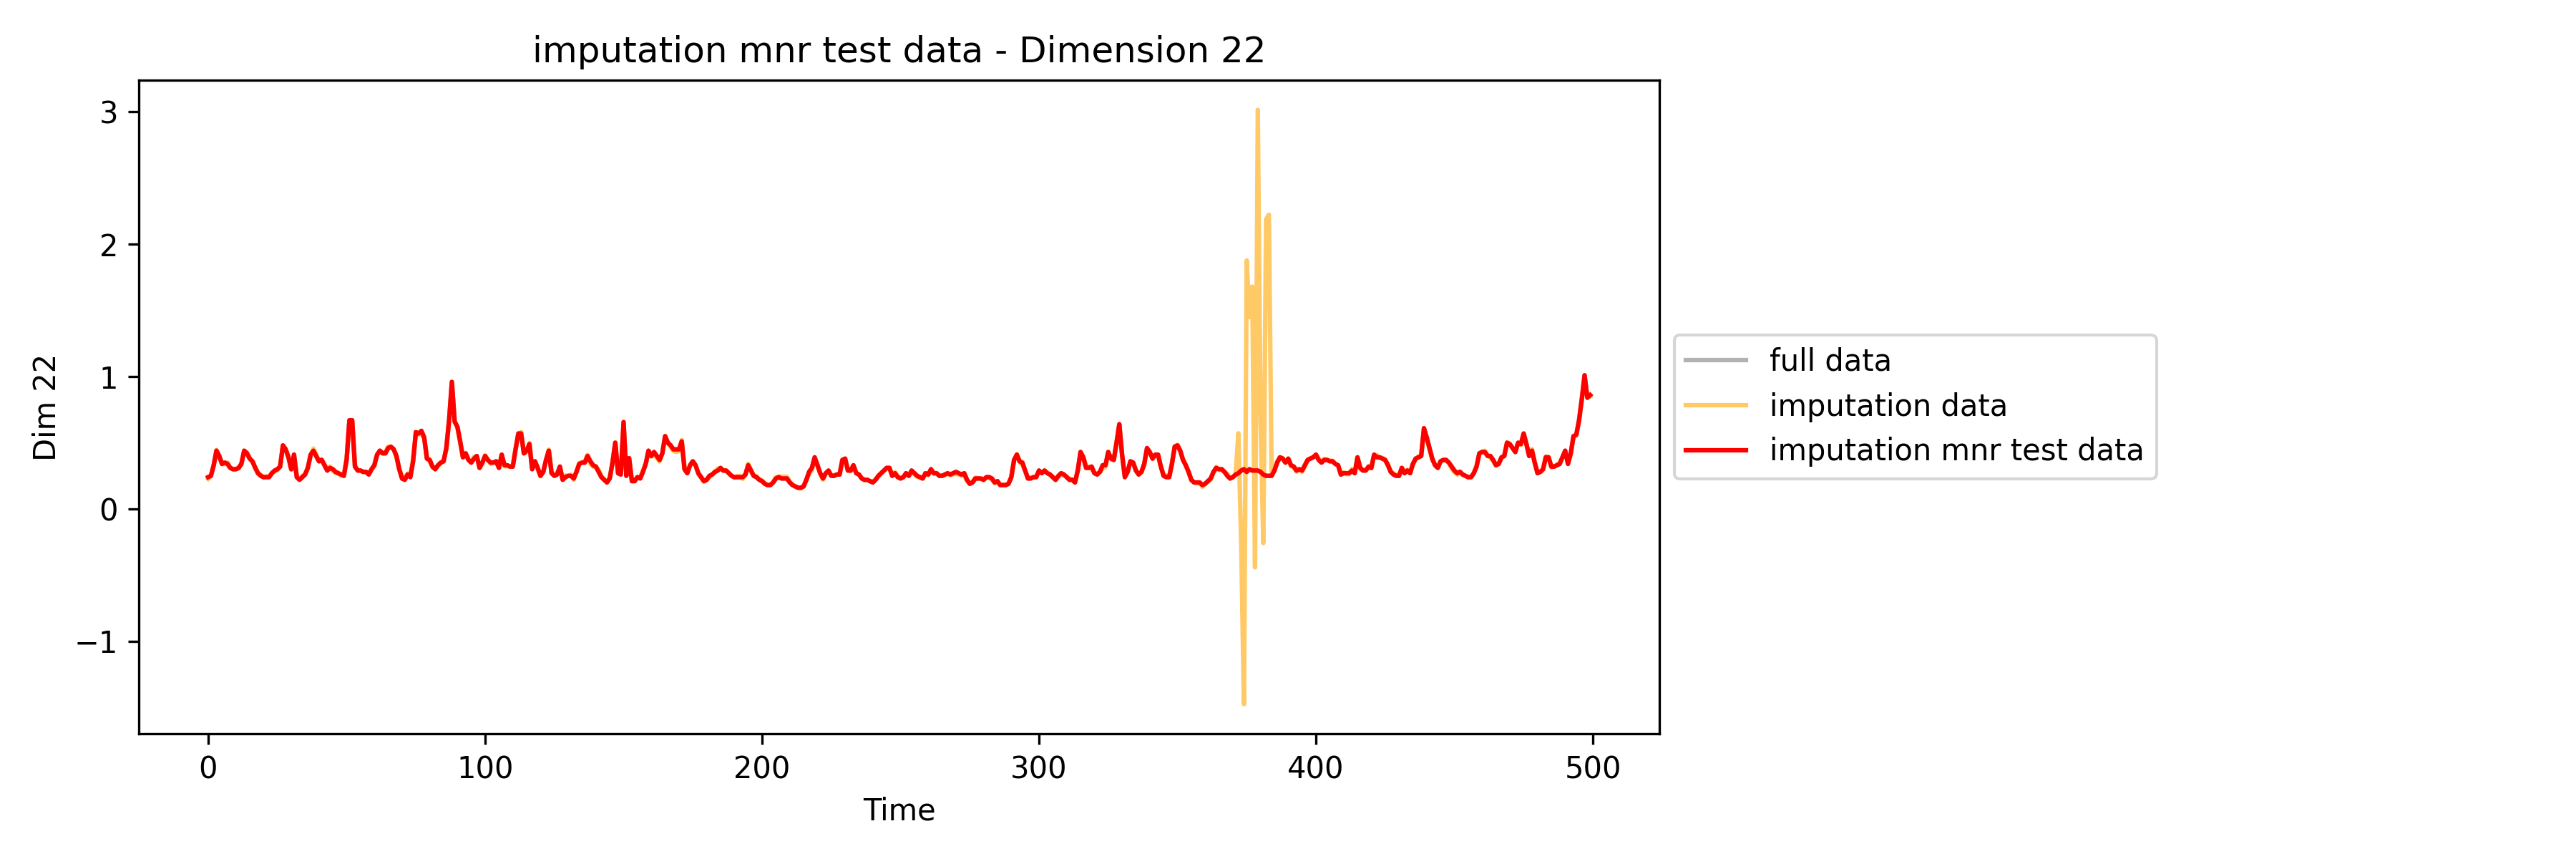 imputation mnr test data - Dimension 22
3
2
1
0
−1
Dim 22
0 100 200 300 400 500
Time
full data
imputation data
imputation mnr test data